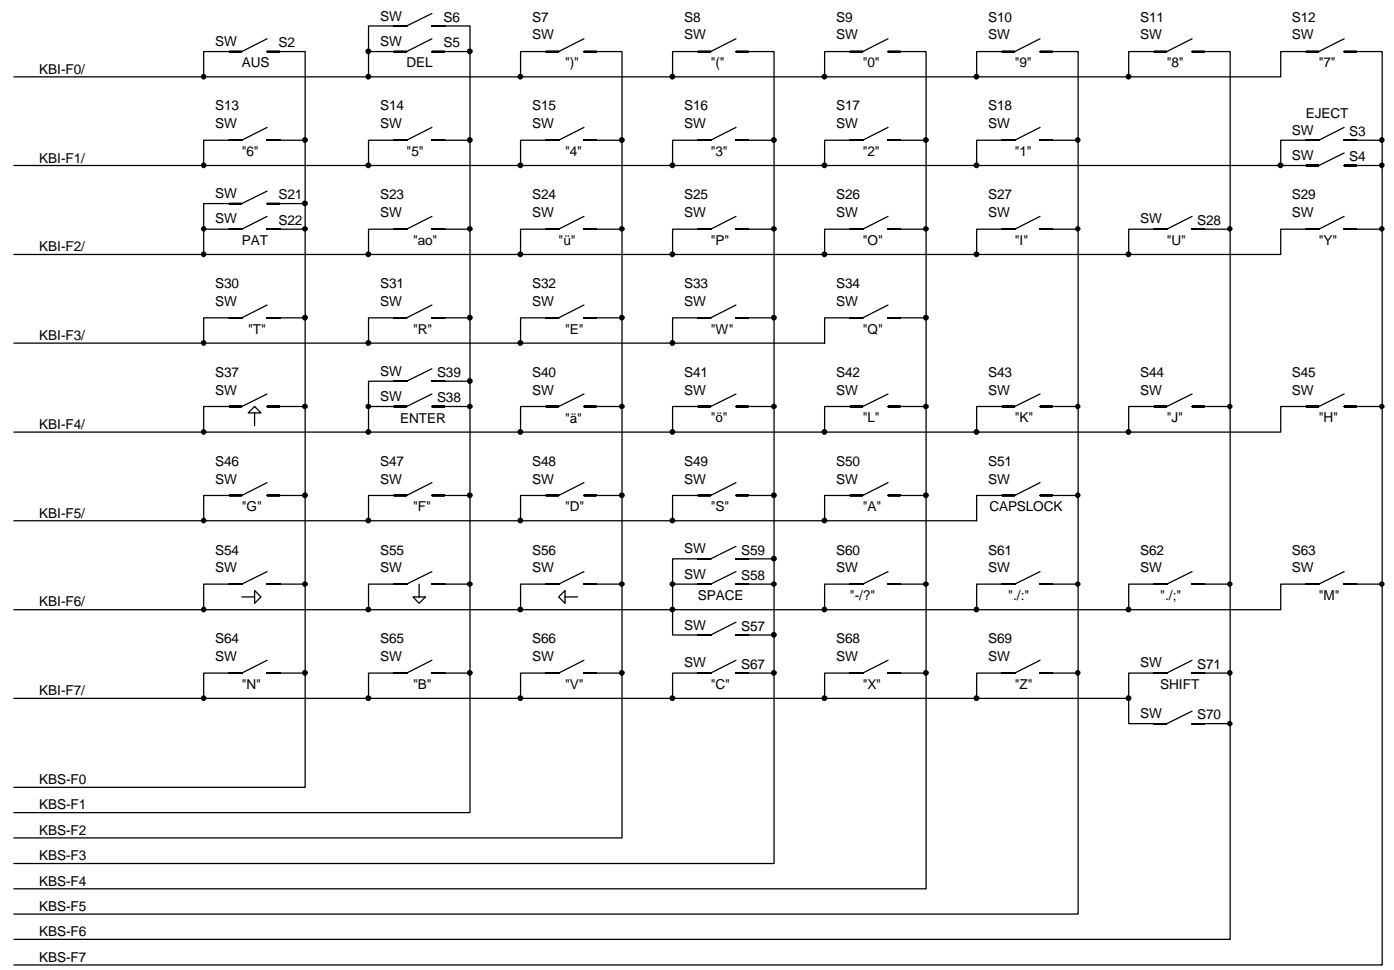 SW S6
S7 S8 S9 S10 S11 S12
SW S2 SW S5 SW SW SW SW SW SW
AUS DEL ")" "(" "0" "9" "8" "7"
KBI-F0/
S13 S14 S15 S16 S17 S18 EJECT
SW SW SW SW SW SW SW S3
"6" "5" "4" "3" "2" "1" SW S4
KBI-F1/
SW S21 S23 S24 S25 S26 S27 S29
SW S22 SW SW SW SW SW SW S28 SW
PAT "ao" "ü" "P" "O" "I" "U" "Y"
KBI-F2/
S30 S31 S32 S33 S34
SW SW SW SW SW
"T" "R" "E" "W" "Q"
KBI-F3/
S37 SW S39 S40 S41 S42 S43 S44 S45
SW SW S38 SW SW SW SW SW SW
ENTER "ä" "ö" "L" "K" "J" "H"
KBI-F4/
S46 S47 S48 S49 S50 S51
SW SW SW SW SW SW
"G" "F" "D" "S" "A" CAPSLOCK
KBI-F5/
S54 S55 S56 SW S59 S60 S61 S62 S63
SW SW SW SW S58 SW SW SW SW
SPACE "-/?" "./:" "./;" "M"
KBI-F6/
SW S57
S64 S65 S66 S68 S69
SW SW SW SW S67 SW SW SW S71
"N" "B" "V" "C" "X" "Z" SHIFT
KBI-F7/
SW S70
KBS-F0
KBS-F1
KBS-F2
KBS-F3
KBS-F4
KBS-F5
KBS-F6
KBS-F7